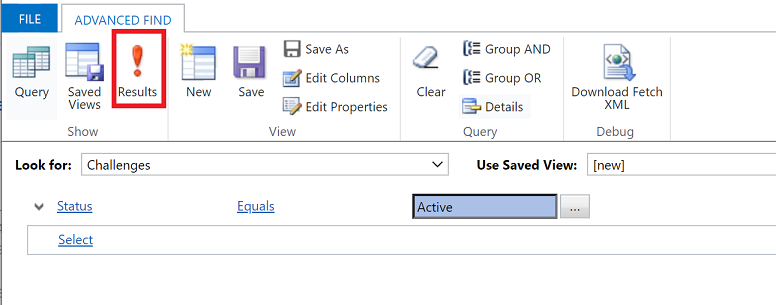 FILE
ADVANCED FIND
Query
Saved
Views
Results
Show
New
Save
Save As
Edit Columns
Edit Properties
View
Clear
Group AND
Group OR
Details
Query
Download Fetch
XML
Debug
Look for:
Challenges
Use Saved View:
[new]
Status
Equals
Active
...
Select